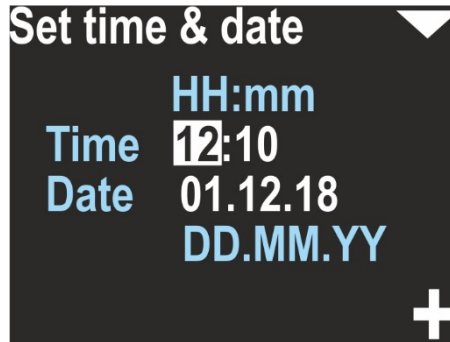 Set time & date
HH:mm
Time 12:10
Date 01.12.18
DD.MM.YY
+